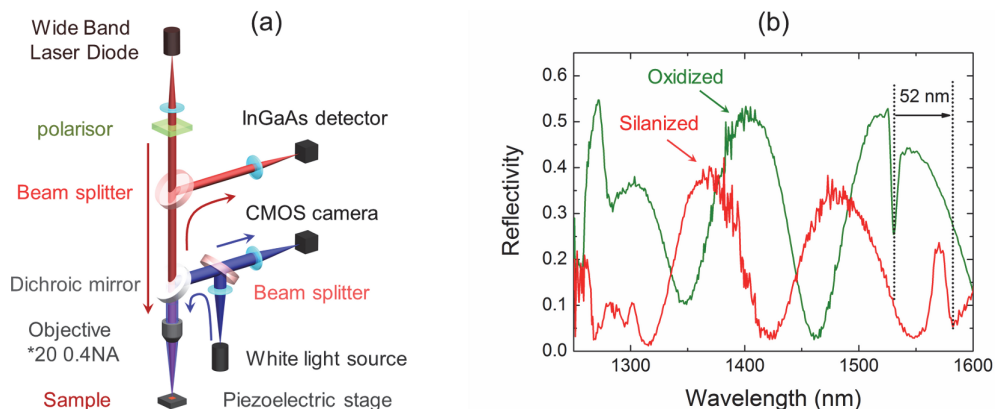 (a)
Wide Band
Laser Diode
polarisor
InGaAs detector
Beam splitter
CMOS camera
Dichroic mirror
Beam splitter
Objective
*20 0.4NA
White light source
Sample
Piezoelectric stage
(b)
0.6
0.5
0.4
0.3
0.2
0.1
0.0
Reflectivity
Oxidized
Silanized
52 nm
1300
1400
1500
1600
Wavelength (nm)